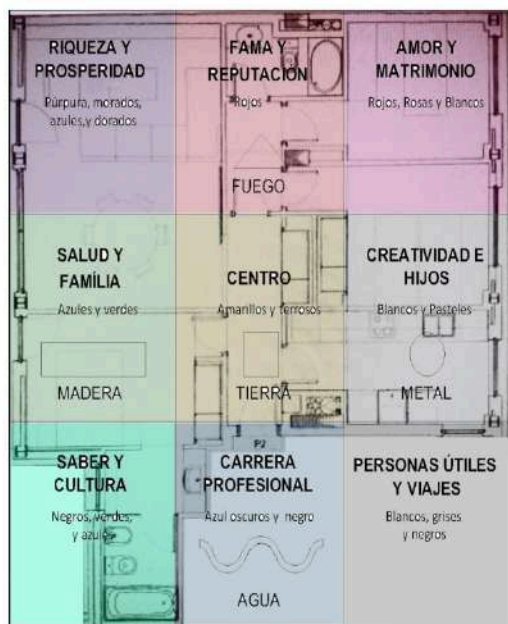 RIQUEZA Y
PROSPERIDAD
Púrpura, morados,
azules,y dorados
FAMA Y
REPUTACIÓN
Rojos
FUEGO
AMOR Y
MATRIMONIO
Rojos, Rosas y Blancos
SALUD Y
FAMÍLIA
Azules y verdes
MADERA
CENTRO
Amarillos y terrosos
TIERRA
CREATIVIDAD E
HIJOS
Blancos y Pasteles
METAL
SABER Y
CULTURA
Negros, verdes,
y azules
P2
CARRERA
PROFESIONAL
Azul oscuros y negro
AGUA
PERSONAS ÚTILES
Y VIAJES
Blancos, grises
y negros